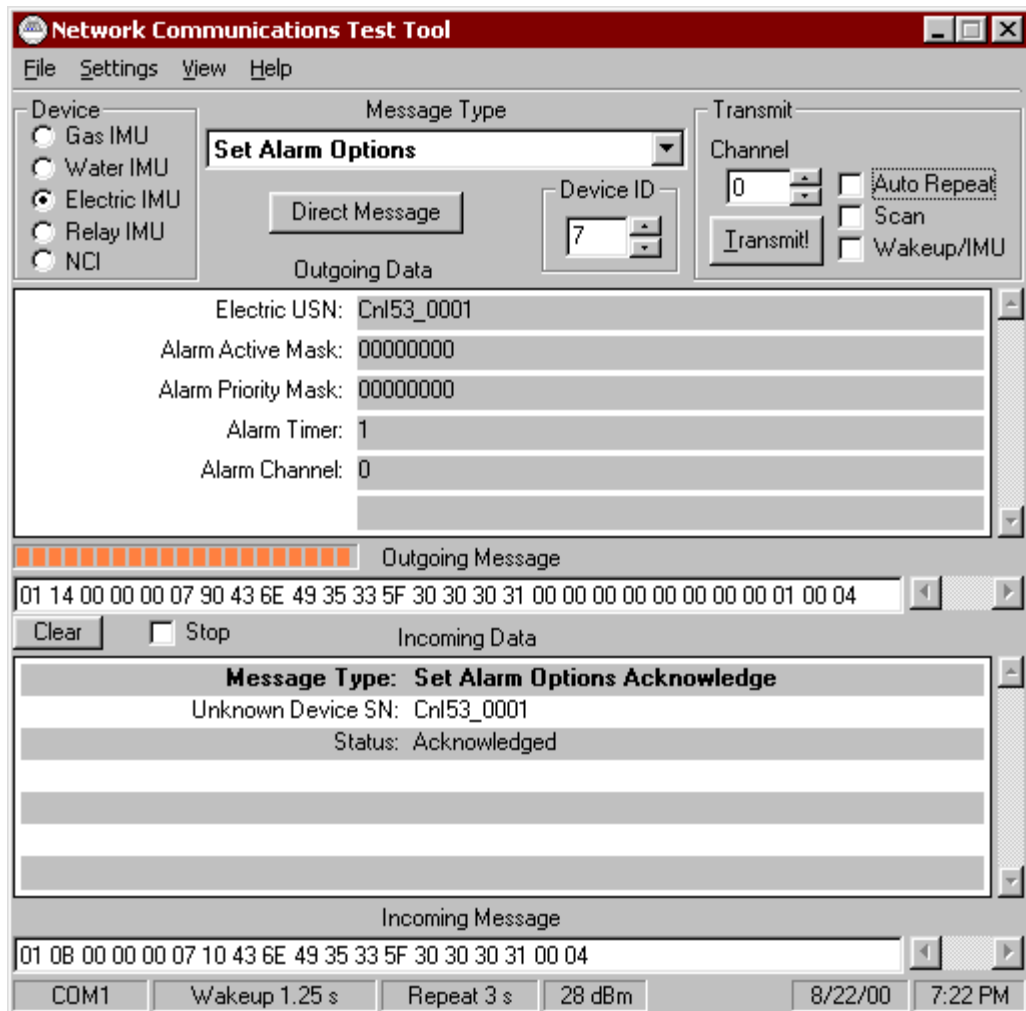 Network Communications Test Tool
File Settings View Help
Device
Gas IMU
Water IMU
Electric IMU
Relay IMU
NCI
Message Type
Set Alarm Options
Direct Message
Device ID
7
Transmit
Channel
0
Transmit!
Auto Repeat
Scan
Wakeup/IMU
Outgoing Data
Electric USN: CnI53_0001
Alarm Active Mask: 00000000
Alarm Priority Mask: 00000000
Alarm Timer: 1
Alarm Channel: 0
Outgoing Message
01 14 00 00 00 07 90 43 6E 49 35 33 5F 30 30 30 31 00 00 00 00 00 00 00 00 01 00 04
Clear Stop Incoming Data
Message Type: Set Alarm Options Acknowledge
Unknown Device SN: CnI53_0001
Status: Acknowledged
Incoming Message
01 0B 00 00 00 07 10 43 6E 49 35 33 5F 30 30 30 31 00 04
COM1 Wakeup 1.25 s Repeat 3 s 28 dBm 8/22/00 7:22 PM